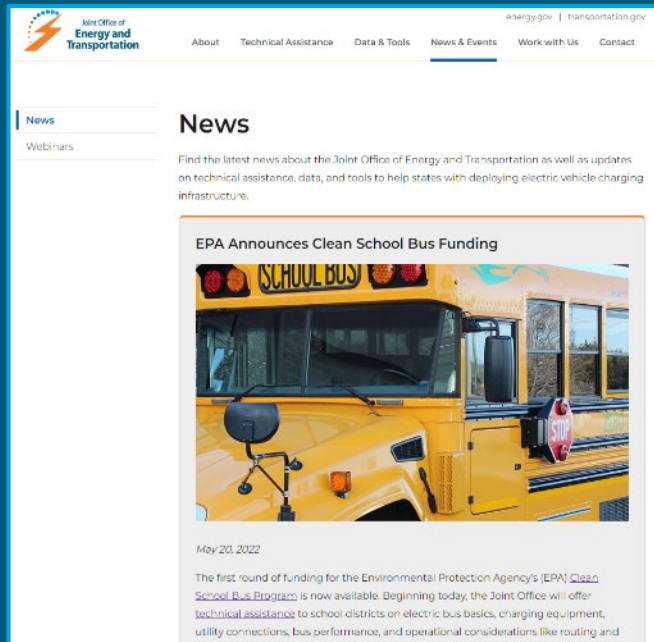 energy.gov | transportation.gov
Joint Office of
Energy and
Transportation
About Technical Assistance Data & Tools News & Events Work with Us Contact
News
Webinars
News
Find the latest news about the Joint Office of Energy and Transportation as well as updates
on technical assistance, data, and tools to help states with deploying electric vehicle charging
infrastructure.
EPA Announces Clean School Bus Funding
SCHOOL BUS
STOP
May 20, 2022
The first round of funding for the Environmental Protection Agency's (EPA) Clean
School Bus Program is now available. Beginning today, the Joint Office will offer
technical assistance to school districts on electric bus basics, charging equipment,
utility connections, bus performance, and operational considerations like routing and